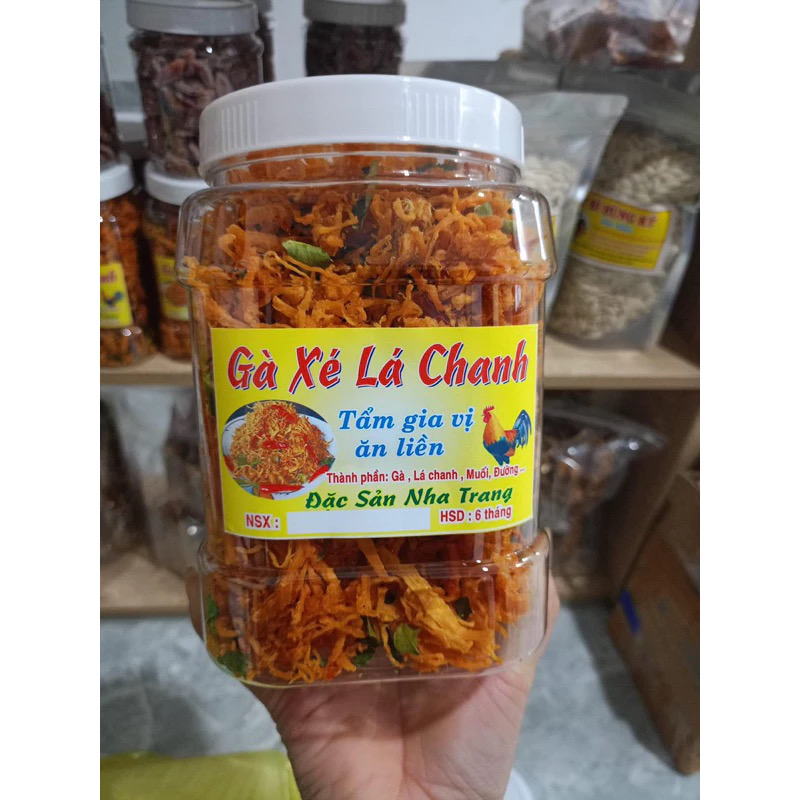 Gà Xé Lá Chanh
Tẩm gia vị
ăn liền
Thành phần: Gà , Lá chanh , Muối, Đường ...
Đặc Sản Nha Trang
NSX :
HSD : 6 tháng